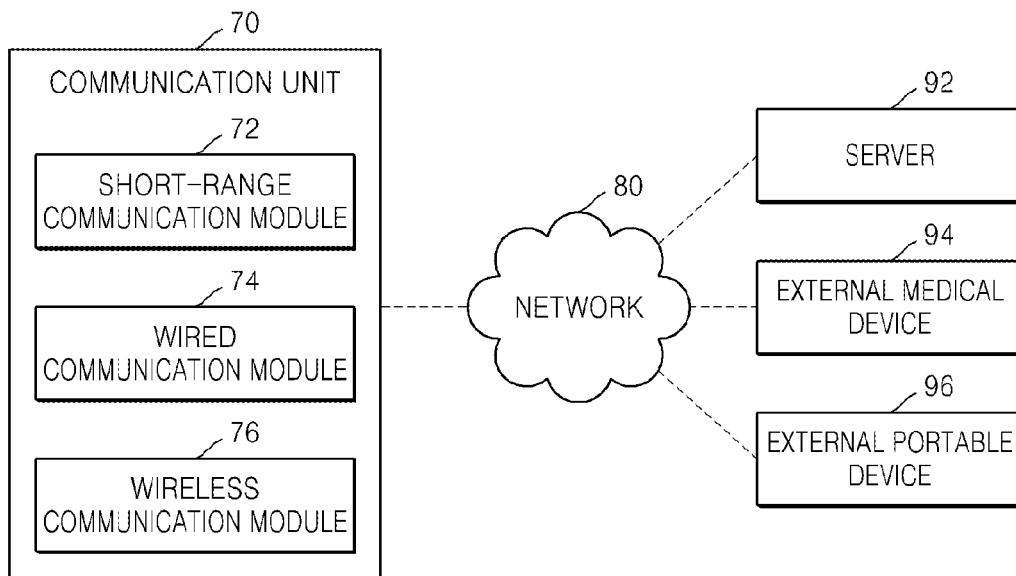 70
COMMUNICATION UNIT
72
SHORT-RANGE
COMMUNICATION MODULE
74
WIRED
COMMUNICATION MODULE
76
WIRELESS
COMMUNICATION MODULE
80
NETWORK
92
SERVER
94
EXTERNAL MEDICAL
DEVICE
96
EXTERNAL PORTABLE
DEVICE